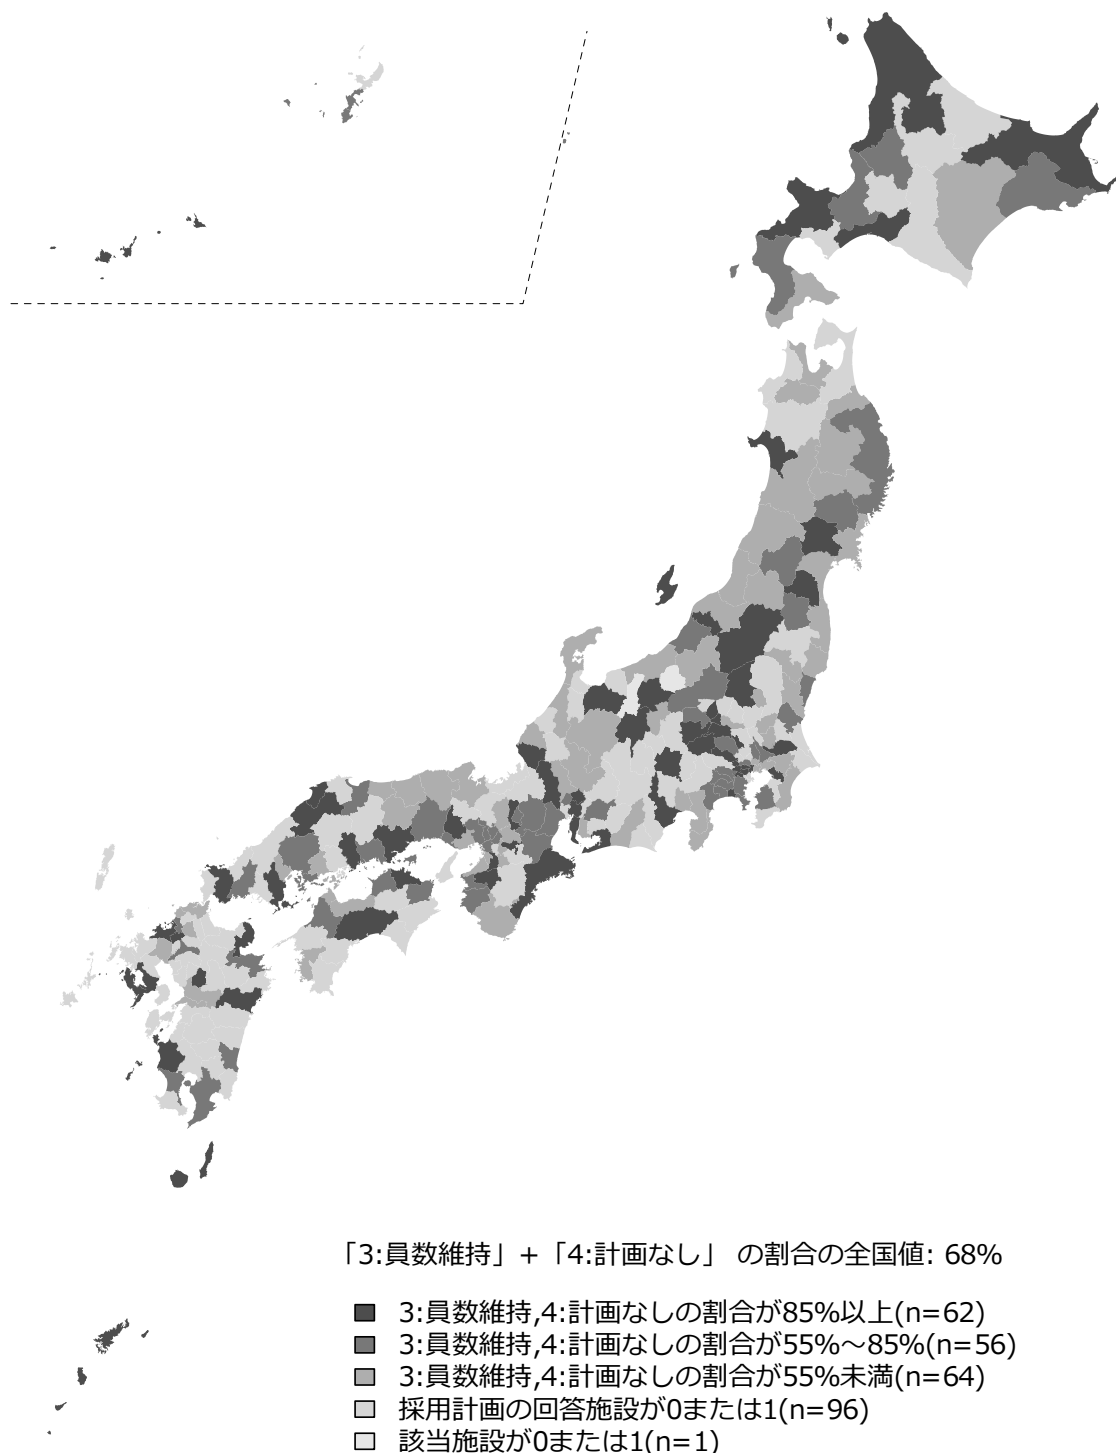 「3:員数維持」+「4:計画なし」 の割合の全国値: 68%
3:員数維持,4:計画なしの割合が85%以上(n=62)
3:員数維持,4:計画なしの割合が55%～85%(n=56)
3:員数維持,4:計画なしの割合が55%未満(n=64)
採用計画の回答施設が0または1(n=96)
該当施設が0または1(n=1)